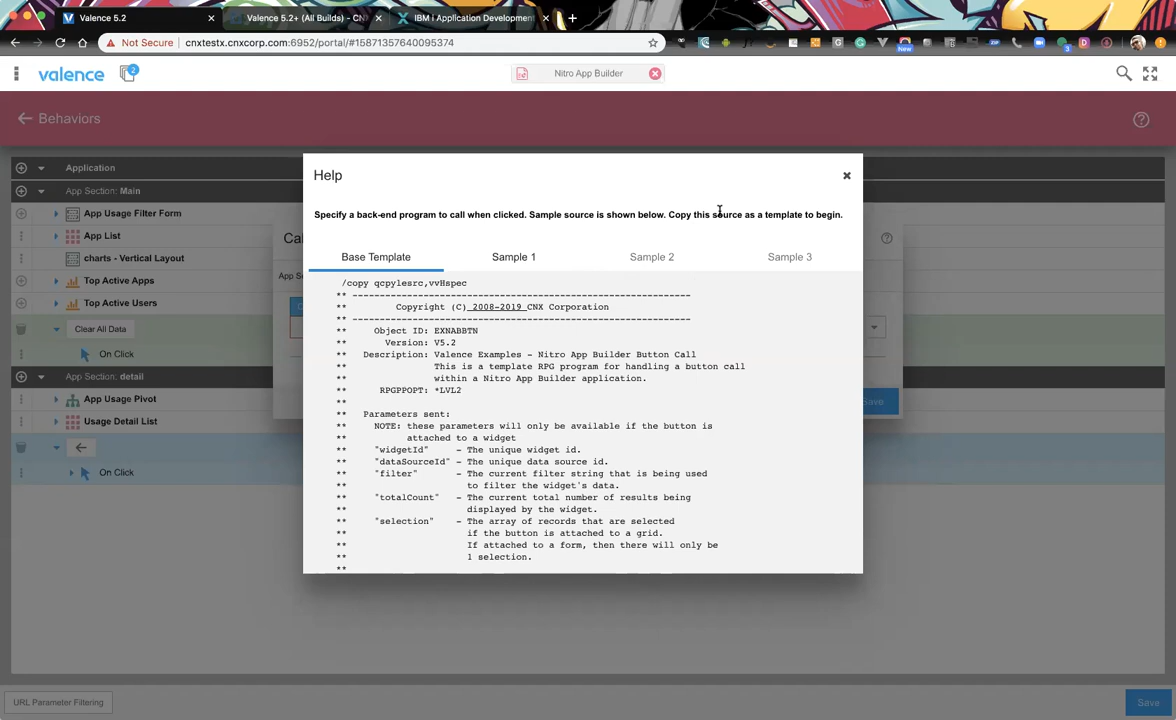 Valence 5.2
Valence 5.2+ (All Builds) - CNX
IBM i Application Development
Not Secure
cnxtestx.cnxcorp.com:6952/portal/#15871357640095374
New
3
valence
2
Nitro App Builder
Behaviors
Application
App Section: Main
App Usage Filter Form
App List
charts - Vertical Layout
Top Active Apps
Top Active Users
Clear All Data
On Click
App Section: detail
App Usage Pivot
Usage Detail List
On Click
Help
Specify a back-end program to call when clicked. Sample source is shown below. Copy this source as a template to begin.
Base Template
Sample 1
Sample 2
Sample 3
/copy qcpylesrc,vvHspec
** ---------------------------------------------------------
** Copyright (C) 2008-2019 CNX Corporation
** ---------------------------------------------------------
** Object ID: EXNABBTN
** Version: V5.2
** Description: Valence Examples - Nitro App Builder Button Call
** This is a template RPG program for handling a button call
** within a Nitro App Builder application.
** RPGPPOPT: *LVL2
**
** Parameters sent:
** NOTE: these parameters will only be available if the button is
** attached to a widget
** "widgetId" - The unique widget id.
** "dataSourceId" - The unique data source id.
** "filter" - The current filter string that is being used
** to filter the widget's data.
** "totalCount" - The current total number of results being
** displayed by the widget.
** "selection" - The array of records that are selected
** if the button is attached to a grid.
** If attached to a form, then there will only be
** 1 selection.
**
Save
URL Parameter Filtering
Save